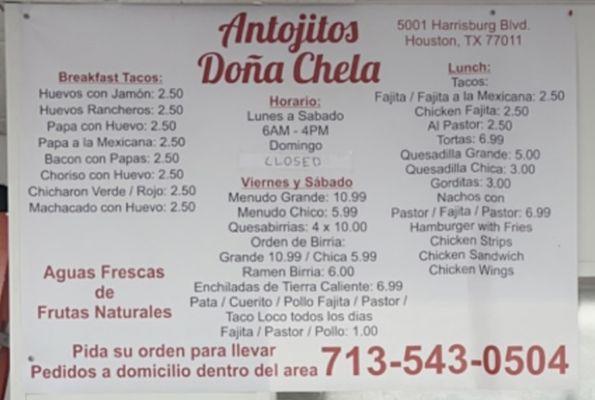 Antojitos
Doña Chela
5001 Harrisburg Blvd.
Houston, TX 77011
Breakfast Tacos:
Huevos con Jamón: 2.50
Huevos Rancheros: 2.50
Papa con Huevo: 2.50
Papa a la Mexicana: 2.50
Bacon con Papas: 2.50
Choriso con Huevo: 2.50
Chicharon Verde / Rojo: 2.50
Machacado con Huevo: 2.50
Aguas Frescas
de
Frutas Naturales
Horario:
Lunes a Sabado
6AM - 4PM
Domingo
CLOSED
Viernes y Sábado
Menudo Grande: 10.99
Menudo Chico: 5.99
Quesabirrias: 4 x 10.00
Orden de Birria:
Grande 10.99 / Chica 5.99
Ramen Birria: 6.00
Enchiladas de Tierra Caliente: 6.99
Pata / Cuerito / Pollo Fajita / Pastor /
Taco Loco todos los dias
Fajita / Pastor / Pollo: 1.00
Lunch:
Tacos:
Fajita / Fajita a la Mexicana: 2.50
Chicken Fajita: 2.50
Al Pastor: 2.50
Tortas: 6.99
Quesadilla Grande: 5.00
Quesadilla Chica: 3.00
Gorditas: 3.00
Nachos con
Pastor / Fajita / Pastor: 6.99
Hamburger with Fries
Chicken Strips
Chicken Sandwich
Chicken Wings
Pida su orden para llevar
Pedidos a domicilio dentro del area
713-543-0504